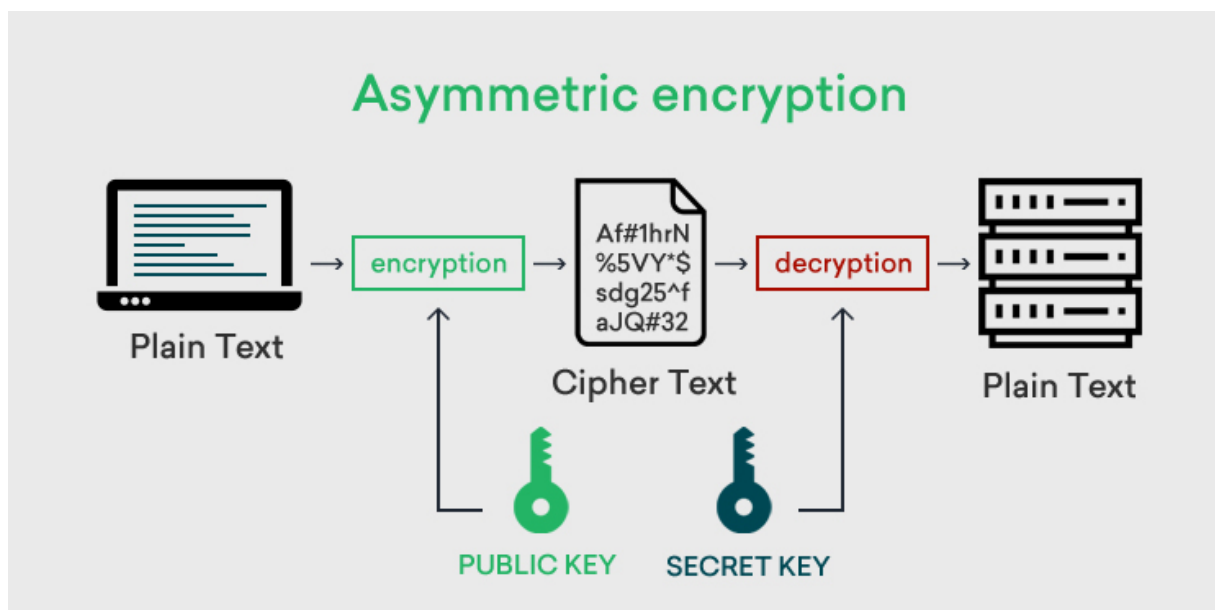 Asymmetric encryption
Plain Text
encryption
Af#1hrN
%5VY*$
sdg25^f
aJQ#32
Cipher Text
decryption
Plain Text
PUBLIC KEY
SECRET KEY